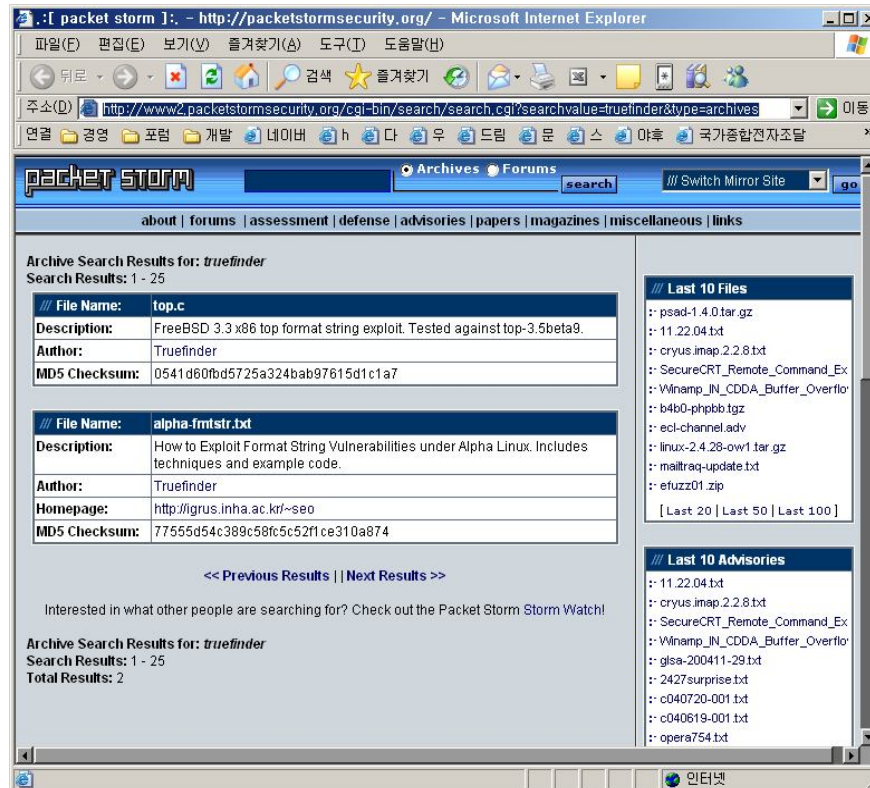 .:[ packet storm ]:. - http://packetstormsecurity.org/ - Microsoft Internet Explorer
파일(F) 편집(E) 보기(V) 즐겨찾기(A) 도구(T) 도움말(H)
뒤로 검색 즐겨찾기
주소(D) http://www2.packetstormsecurity.org/cgi-bin/search/search.cgi?searchvalue=truefinder&type=archives 이동
연결 경영 포럼 개발 네이버 h 다 우 드림 문 스 야후 국가종합전자조달 »
packet storm Archives Forums search /// Switch Mirror Site go
about | forums | assessment | defense | advisories | papers | magazines | miscellaneous | links
Archive Search Results for: truefinder
Search Results: 1 - 25
/// File Name: top.c
Description: FreeBSD 3.3 x86 top format string exploit. Tested against top-3.5beta9.
Author: Truefinder
MD5 Checksum: 0541d60fbd5725a324bab97615d1c1a7
/// File Name: alpha-fmtstr.txt
Description: How to Exploit Format String Vulnerabilities under Alpha Linux. Includes
techniques and example code.
Author: Truefinder
Homepage: http://igrus.inha.ac.kr/~seo
MD5 Checksum: 77555d54c389c58fc5c52f1ce310a874
<< Previous Results | | Next Results >>
Interested in what other people are searching for? Check out the Packet Storm Storm Watch!
Archive Search Results for: truefinder
Search Results: 1 - 25
Total Results: 2
/// Last 10 Files
:· psad-1.4.0.tar.gz
:· 11.22.04.txt
:· cryus.imap.2.2.8.txt
:· SecureCRT_Remote_Command_Ex
:· Winamp_IN_CDDA_Buffer_Overflo
:· b4b0-phpbb.tgz
:· ecl-channel.adv
:· linux-2.4.28-ow1.tar.gz
:· mailtraq-update.txt
:· efuzz01.zip
[ Last 20 | Last 50 | Last 100 ]
/// Last 10 Advisories
:· 11.22.04.txt
:· cryus.imap.2.2.8.txt
:· SecureCRT_Remote_Command_Ex
:· Winamp_IN_CDDA_Buffer_Overflo
:· glsa-200411-29.txt
:· 2427surprise.txt
:· c040720-001.txt
:· c040619-001.txt
:· opera754.txt
인터넷